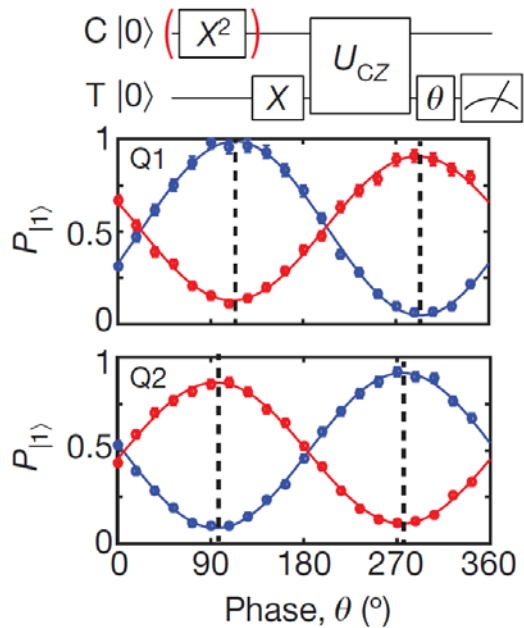 C |0⟩ ( X² )
U_CZ
T |0⟩ X θ
1
Q1
P|1⟩
0.5
0
1
Q2
P|1⟩
0.5
0
0 90 180 270 360
Phase, θ (°)